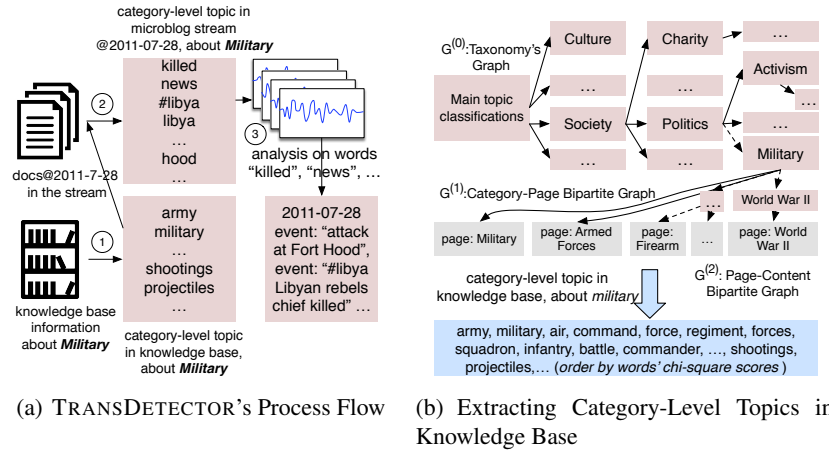 category-level topic in
microblog stream
@2011-07-28, about Military
killed
news
#libya
libya
…
hood
…
2
docs@2011-7-28
in the stream
3
analysis on words
“killed”, “news”, …
1
knowledge base
information
about Military
army
military
…
shootings
projectiles
…
category-level topic
in knowledge base,
about Military
2011-07-28
event: “attack
at Fort Hood”,
event: “#libya
Libyan rebels
chief killed” …
(a) TRANSDETECTOR’s Process Flow
G(0):Taxonomy’s
Graph
Main topic
classifications
Culture
…
Society
…
Charity
…
Politics
…
…
Activism
…
…
Military
G(1):Category-Page Bipartite Graph
…
World War II
page: Military
page: Armed
Forces
page:
Firearm
…
page: World
War II
G(2): Page-Content
Bipartite Graph
category-level topic in
knowledge base, about military
army, military, air, command, force, regiment, forces,
squadron, infantry, battle, commander, …, shootings,
projectiles,… (order by words’ chi-square scores )
(b) Extracting Category-Level Topics in
Knowledge Base